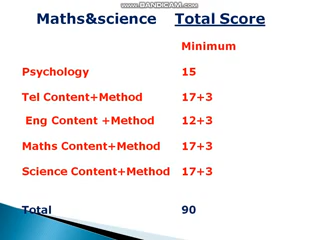 www.BANDICAM.com
Maths&science Total Score
Minimum
Psychology 15
Tel Content+Method 17+3
Eng Content +Method 12+3
Maths Content+Method 17+3
Science Content+Method 17+3
Total 90